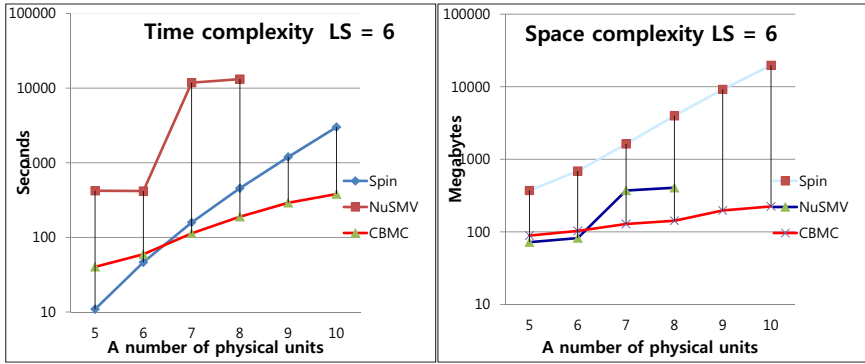 Time complexity LS = 6
100000
10000
1000
100
10
Seconds
5 6 7 8 9 10
A number of physical units
Spin
NuSMV
CBMC
Space complexity LS = 6
100000
10000
1000
100
10
Megabytes
5 6 7 8 9 10
A number of physical units
Spin
NuSMV
CBMC